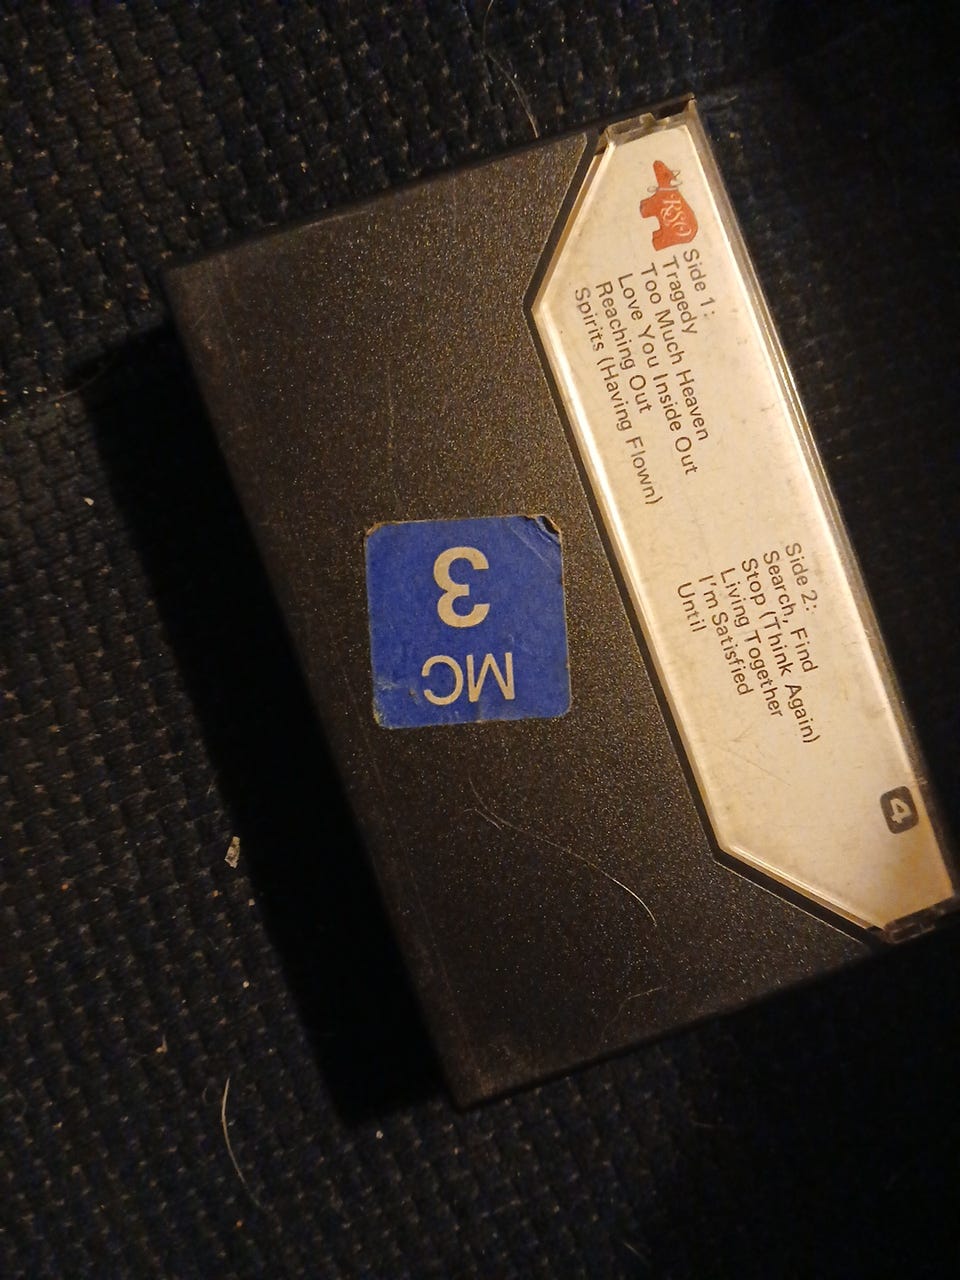 RSO
Side 1:
Tragedy
Too Much Heaven
Love You Inside Out
Reaching Out
Spirits (Having Flown)
Side 2:
Search, Find
Stop (Think Again)
Living Together
I'm Satisfied
Until
4
MC
3